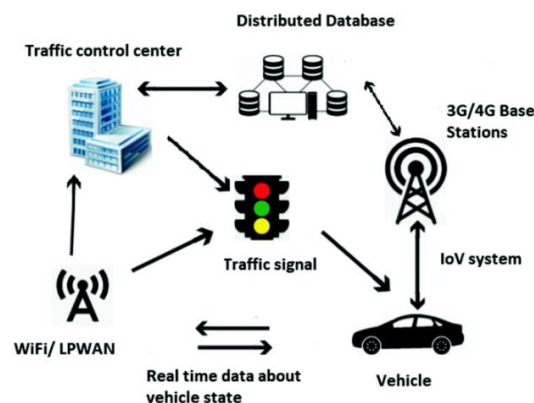 Distributed Database
Traffic control center
3G/4G Base
Stations
Traffic signal
IoV system
WiFi/ LPWAN
Real time data about
vehicle state
Vehicle